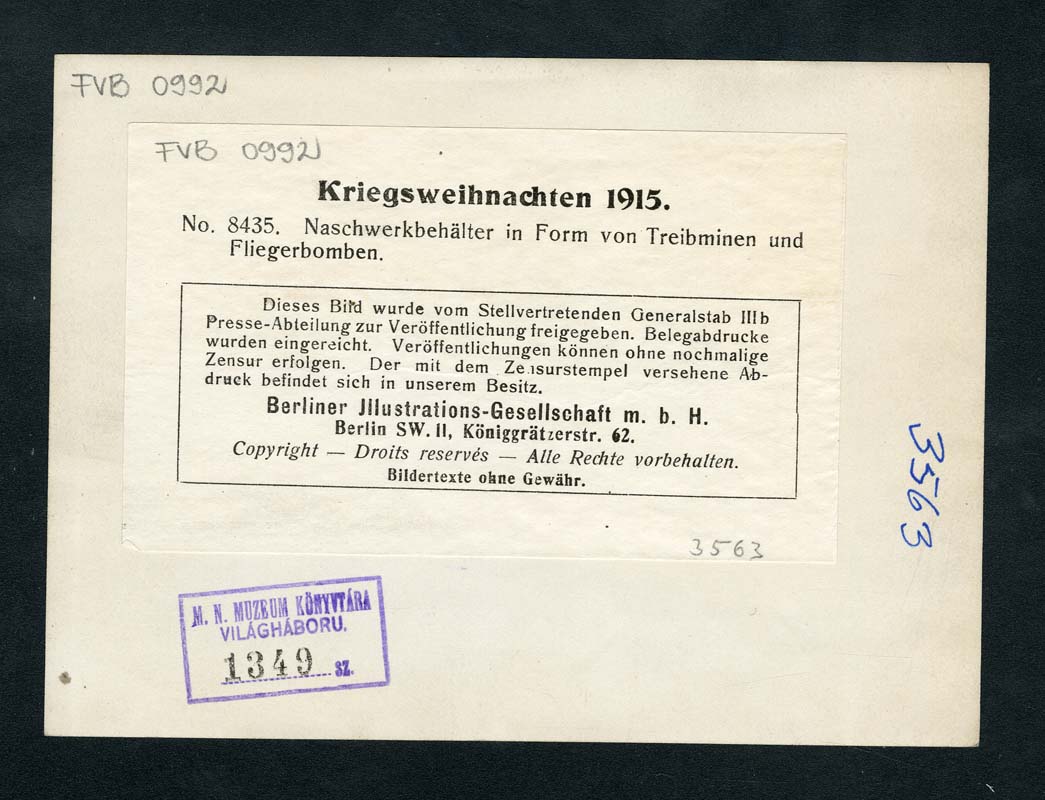 FVB 0992
FVB 0992
Kriegsweihnachten 1915.
No. 8435. Naschwerkbehälter in Form von Treibminen und
Fliegerbomben.
Dieses Bild wurde vom Stellvertretenden Generalstab IIIb
Presse-Abteilung zur Veröffentlichung freigegeben. Belegabdrucke
wurden eingereicht. Veröffentlichungen können ohne nochmalige
Zensur erfolgen. Der mit dem Zensurstempel versehene Ab-
druck befindet sich in unserem Besitz.
Berliner Jllustrations-Gesellschaft m. b. H.
Berlin SW. 11, Königgrätzerstr. 62.
Copyright — Droits reservés — Alle Rechte vorbehalten.
Bildertexte ohne Gewähr.
3563
3563
M. N. MUZEUM KÖNYVTÁRA
VILÁGHÁBORU.
1349 SZ.